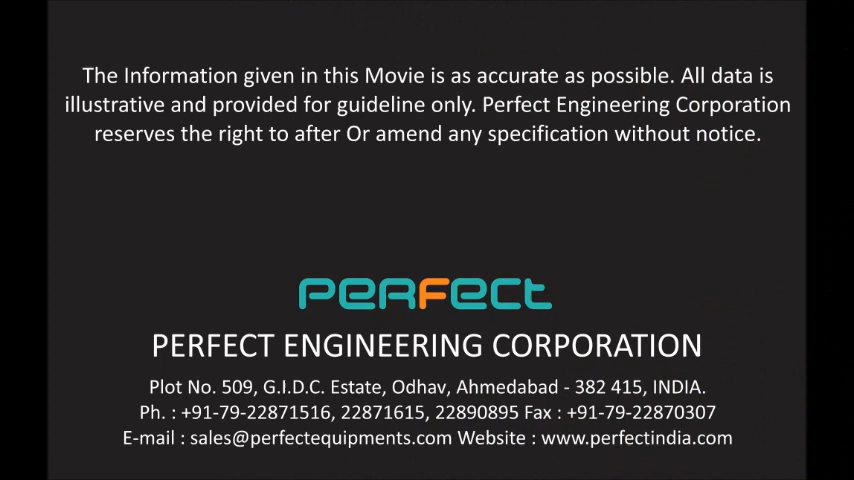 The Information given in this Movie is as accurate as possible. All data is
illustrative and provided for guideline only. Perfect Engineering Corporation
reserves the right to after Or amend any specification without notice.
PERFECT
PERFECT ENGINEERING CORPORATION
Plot No. 509, G.I.D.C. Estate, Odhav, Ahmedabad - 382 415, INDIA.
Ph. : +91-79-22871516, 22871615, 22890895 Fax : +91-79-22870307
E-mail : sales@perfectequipments.com Website : www.perfectindia.com